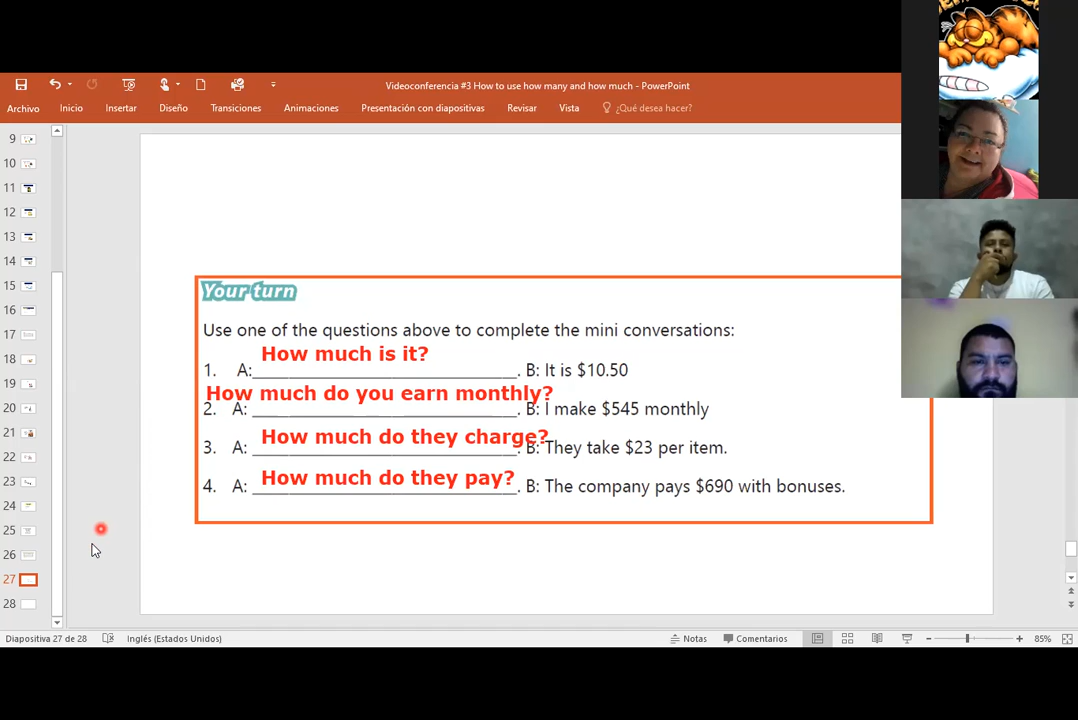 Videoconferencia #3 How to use how many and how much - PowerPoint
Archivo Inicio Insertar Diseño Transiciones Animaciones Presentación con diapositivas Revisar Vista ¿Qué desea hacer?
9
10
11
12
13
14
15
16
17
18
19
20
21
22
23
24
25
26
27
28
Your turn
Use one of the questions above to complete the mini conversations:
How much is it?
1. A:______________________________. B: It is $10.50
How much do you earn monthly?
2. A: ______________________________. B: I make $545 monthly
How much do they charge?
3. A: ______________________________. B: They take $23 per item.
How much do they pay?
4. A: ______________________________. B: The company pays $690 with bonuses.
Diapositiva 27 de 28 Inglés (Estados Unidos) Notas Comentarios 85%